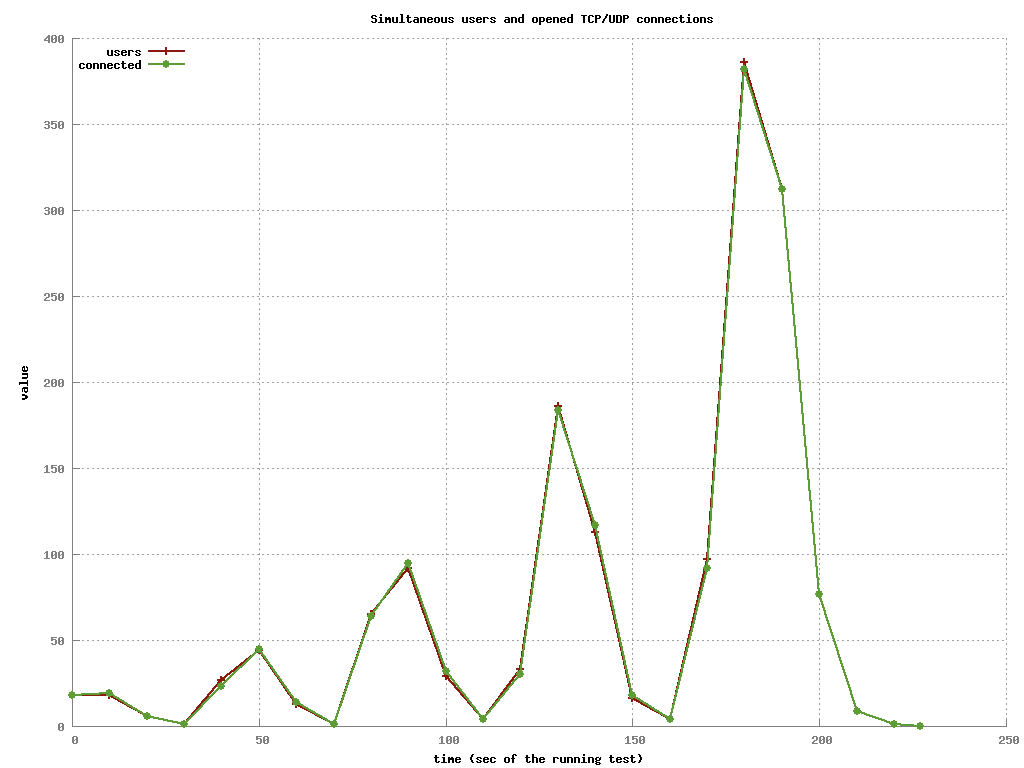 Simultaneous users and opened TCP/UDP connections
400
users
connected
350
300
250
200
150
100
50
0
value
0 50 100 150 200 250
time (sec of the running test)